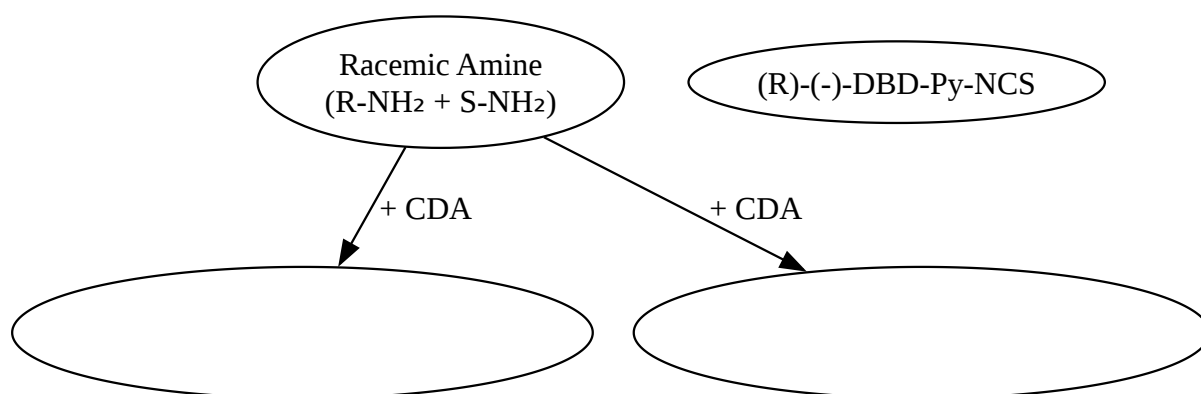 Racemic Amine
(R-NH₂ + S-NH₂)
(R)-(-)-DBD-Py-NCS
+ CDA
+ CDA